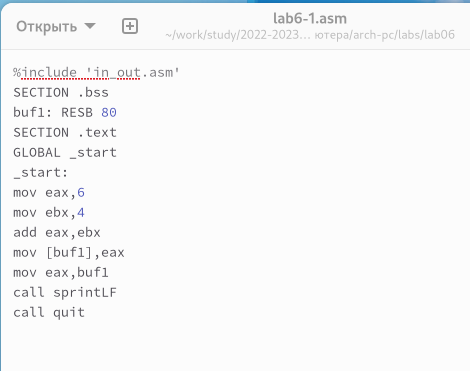 Открыть
lab6-1.asm
~/work/study/2022-2023... ютера/arch-pc/labs/lab06
%include 'in_out.asm'
SECTION .bss
buf1: RESB 80
SECTION .text
GLOBAL _start
_start:
mov eax,6
mov ebx,4
add eax,ebx
mov [buf1],eax
mov eax,buf1
call sprintLF
call quit